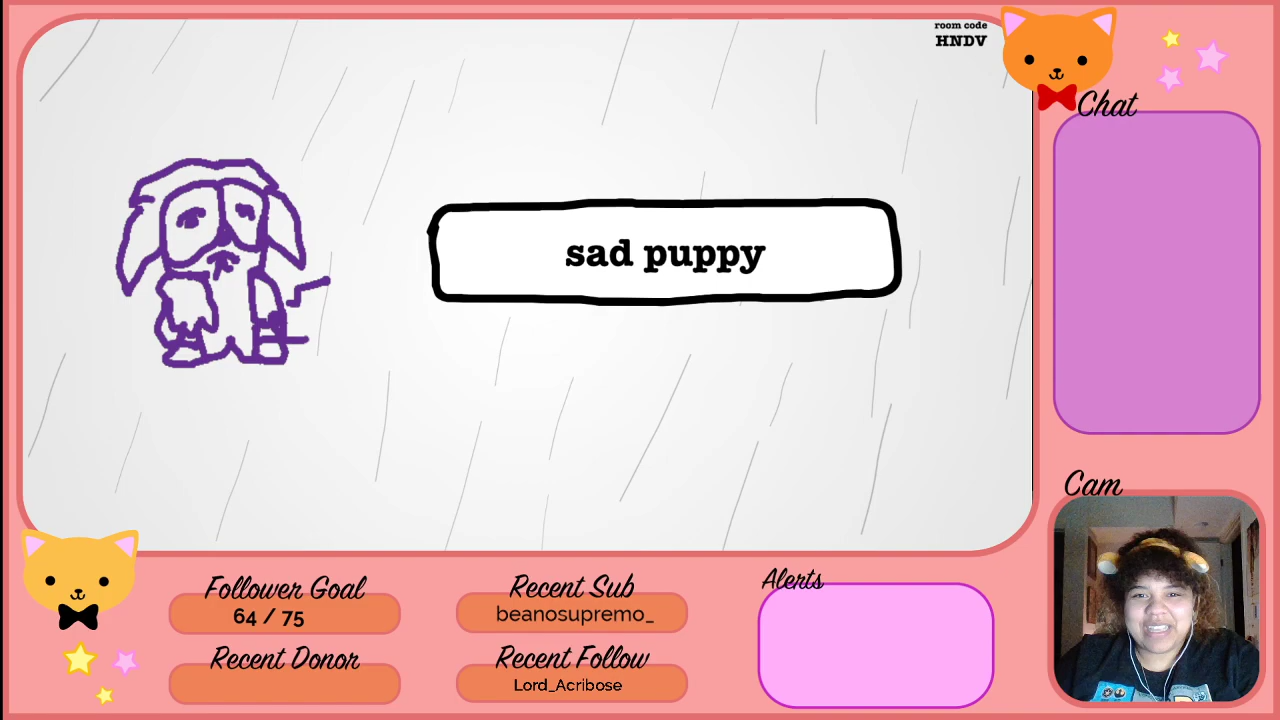 room code
HNDV
Chat
sad puppy
Cam
Follower Goal
64 / 75
Recent Sub
beanosupremo_
Alerts
Recent Donor
Recent Follow
Lord_Acribose